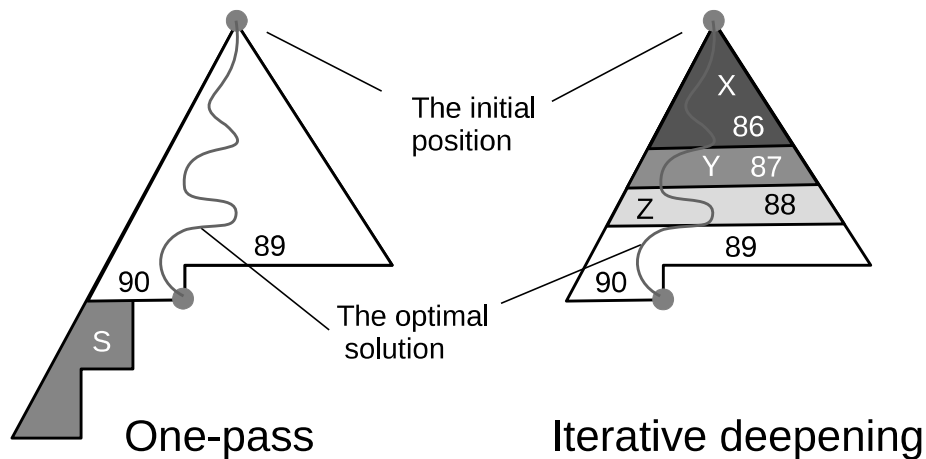 The initial
position
X
86
Y 87
Z 88
89
90
89
90
The optimal
solution
S
One-pass
Iterative deepening